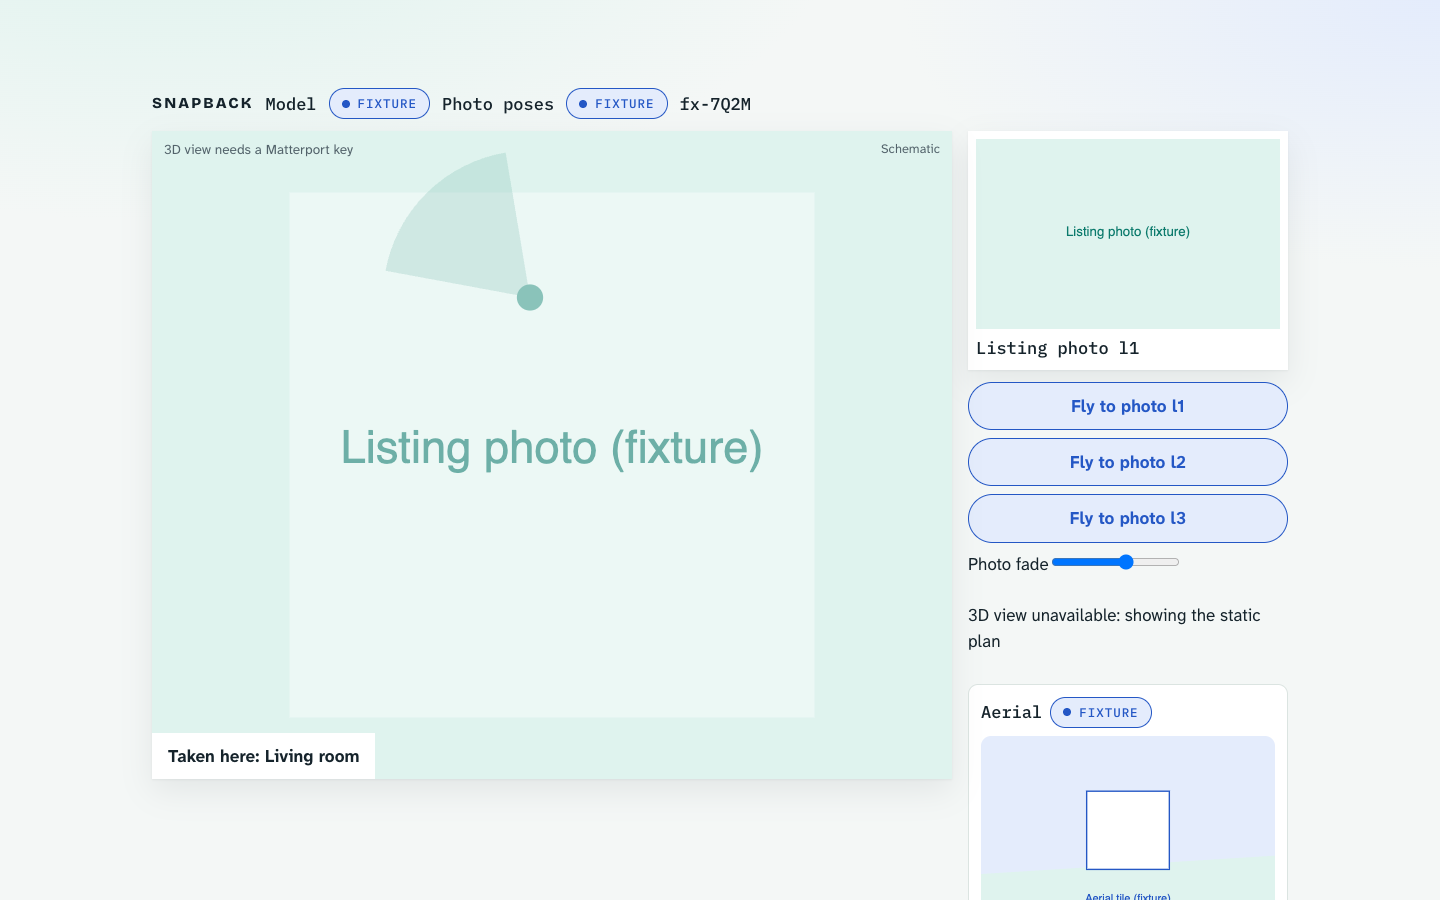 SNAPBACK Model FIXTURE Photo poses FIXTURE fx-7Q2M
3D view needs a Matterport key
Schematic
Listing photo (fixture)
Taken here: Living room
Listing photo (fixture)
Listing photo l1
Fly to photo l1
Fly to photo l2
Fly to photo l3
Photo fade
3D view unavailable: showing the static
plan
Aerial FIXTURE
Aerial tile (fixture)